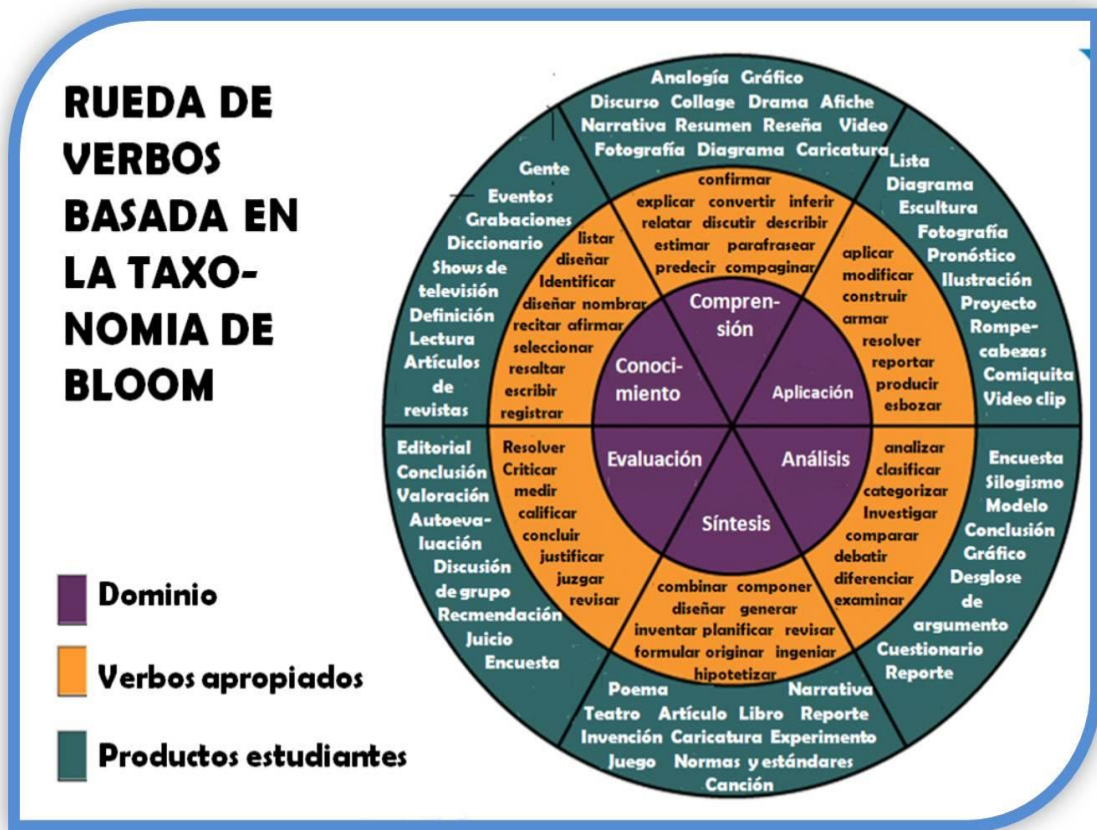 RUEDA DE
VERBOS
BASADA EN
LA TAXO-
NOMIA DE
BLOOM
Dominio
Verbos apropiados
Productos estudiantes
Analogía Gráfico
Discurso Collage Drama Afiche
Narrativa Resumen Reseña Video
Fotografía Diagrama Caricatura
confirmar
explicar convertir inferir
relatar discutir describir
estimar parafrasear
predecir compaginar
Compren-
sión
Lista
Diagrama
Escultura
Fotografía
Pronóstico
Ilustración
Proyecto
Rompe-
cabezas
Comiquita
Video clip
aplicar
modificar
construir
armar
resolver
reportar
producir
esbozar
Aplicación
Encuesta
Silogismo
Modelo
Conclusión
Gráfico
Desglose
de
argumento
Cuestionario
Reporte
analizar
clasificar
categorizar
Investigar
comparar
debatir
diferenciar
examinar
Análisis
Síntesis
combinar componer
diseñar generar
inventar planificar revisar
formular originar ingeniar
hipotetizar
Poema Narrativa
Teatro Artículo Libro Reporte
Invención Caricatura Experimento
Juego Normas y estándares
Canción
Evaluación
Resolver
Criticar
medir
calificar
concluir
justificar
juzgar
revisar
Editorial
Conclusión
Valoración
Autoeva-
luación
Discusión
de grupo
Recmendación
Juicio
Encuesta
Conoci-
miento
listar
diseñar
Identificar
diseñar nombrar
recitar afirmar
seleccionar
resaltar
escribir
registrar
Gente
Eventos
Grabaciones
Diccionario
Shows de
televisión
Definición
Lectura
Artículos
de
revistas